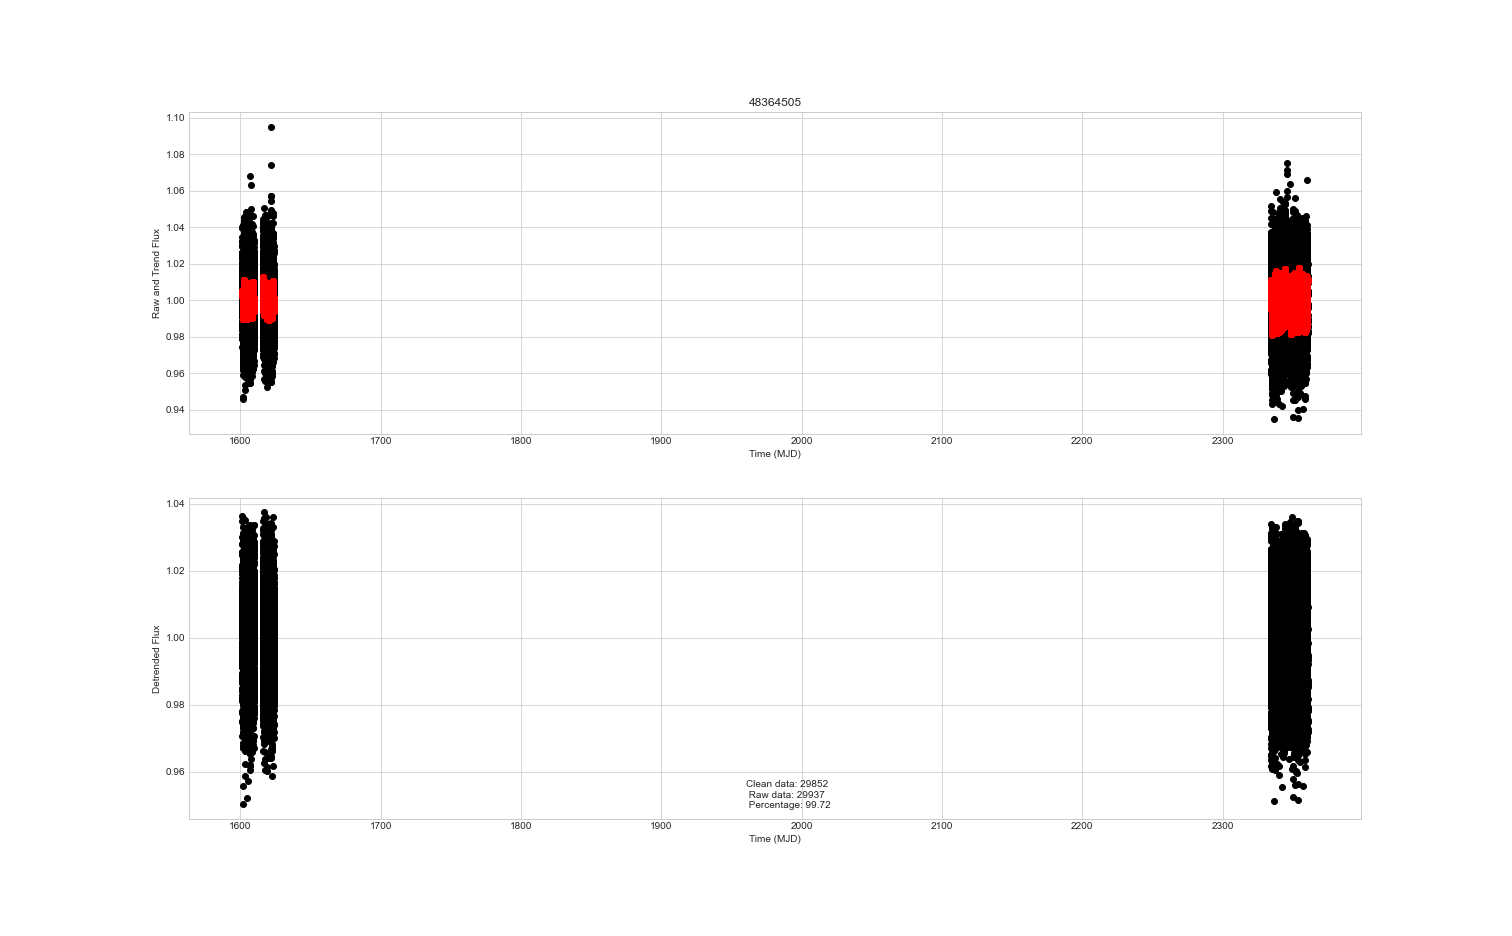 48364505
1.10
1.08
1.06
1.04
1.02
1.00
0.98
0.96
0.94
Raw and Trend Flux
1600 1700 1800 1900 2000 2100 2200 2300
Time (MJD)
1.04
1.02
1.00
0.98
0.96
Detrended Flux
Clean data: 29852
Raw data: 29937
Percentage: 99.72
1600 1700 1800 1900 2000 2100 2200 2300
Time (MJD)